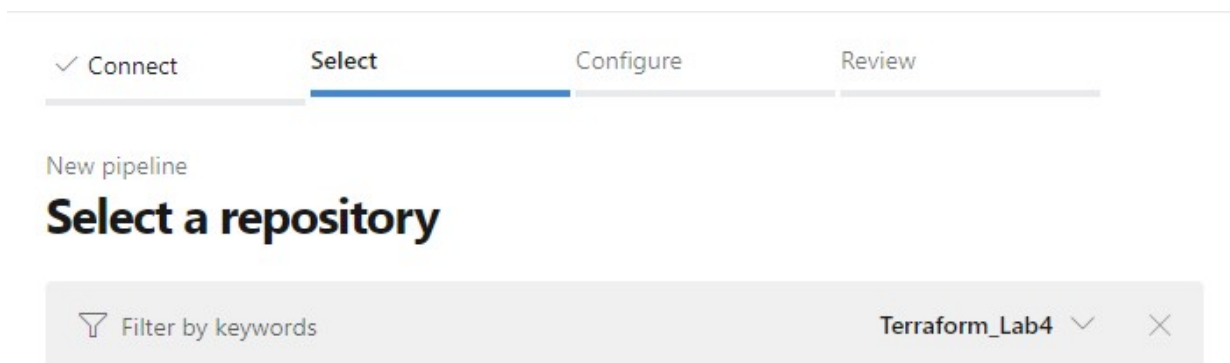 Connect Select Configure Review
New pipeline
Select a repository
Filter by keywords Terraform_Lab4